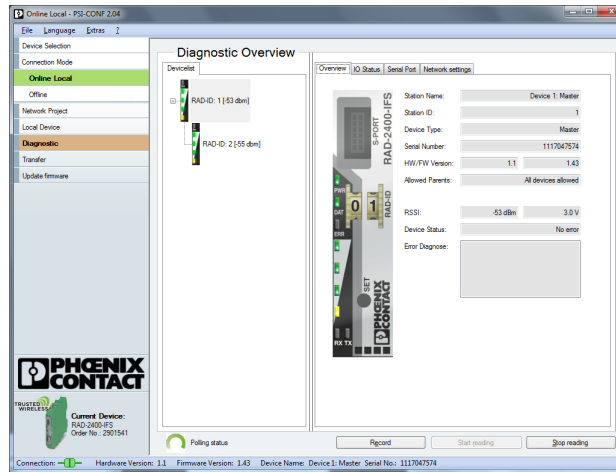 Online Local - PSI-CONF 2.04
File Language Extras ?
Device Selection
Connection Mode
Online Local
Offline
Network Project
Local Device
Diagnostic
Transfer
Update firmware
PHŒNIX
CONTACT
TRUSTED
WIRELESS
Current Device:
RAD-2400-IFS
Order No.: 2901541
Diagnostic Overview
Devicelist
RAD-ID: 1 [-53 dbm]
RAD-ID: 2 [-55 dbm]
Polling status
Overview IO Status Serial Port Network settings
S-PORT
RAD-2400-IFS
PWR
DAT
ERR
0 1
RAD-ID
SET
PHŒNIX
CONTACT
RX TX
Station Name: Device 1: Master
Station ID: 1
Device Type: Master
Serial Number: 1117047574
HW/FW Version: 1.1 1.43
Allowed Parents: All devices allowed
RSSI: -53 dBm 3.0 V
Device Status: No error
Error Diagnose:
Record Start reading Stop reading
Connection: Hardware Version: 1.1 Firmware Version: 1.43 Device Name: Device 1: Master Serial No.: 1117047574